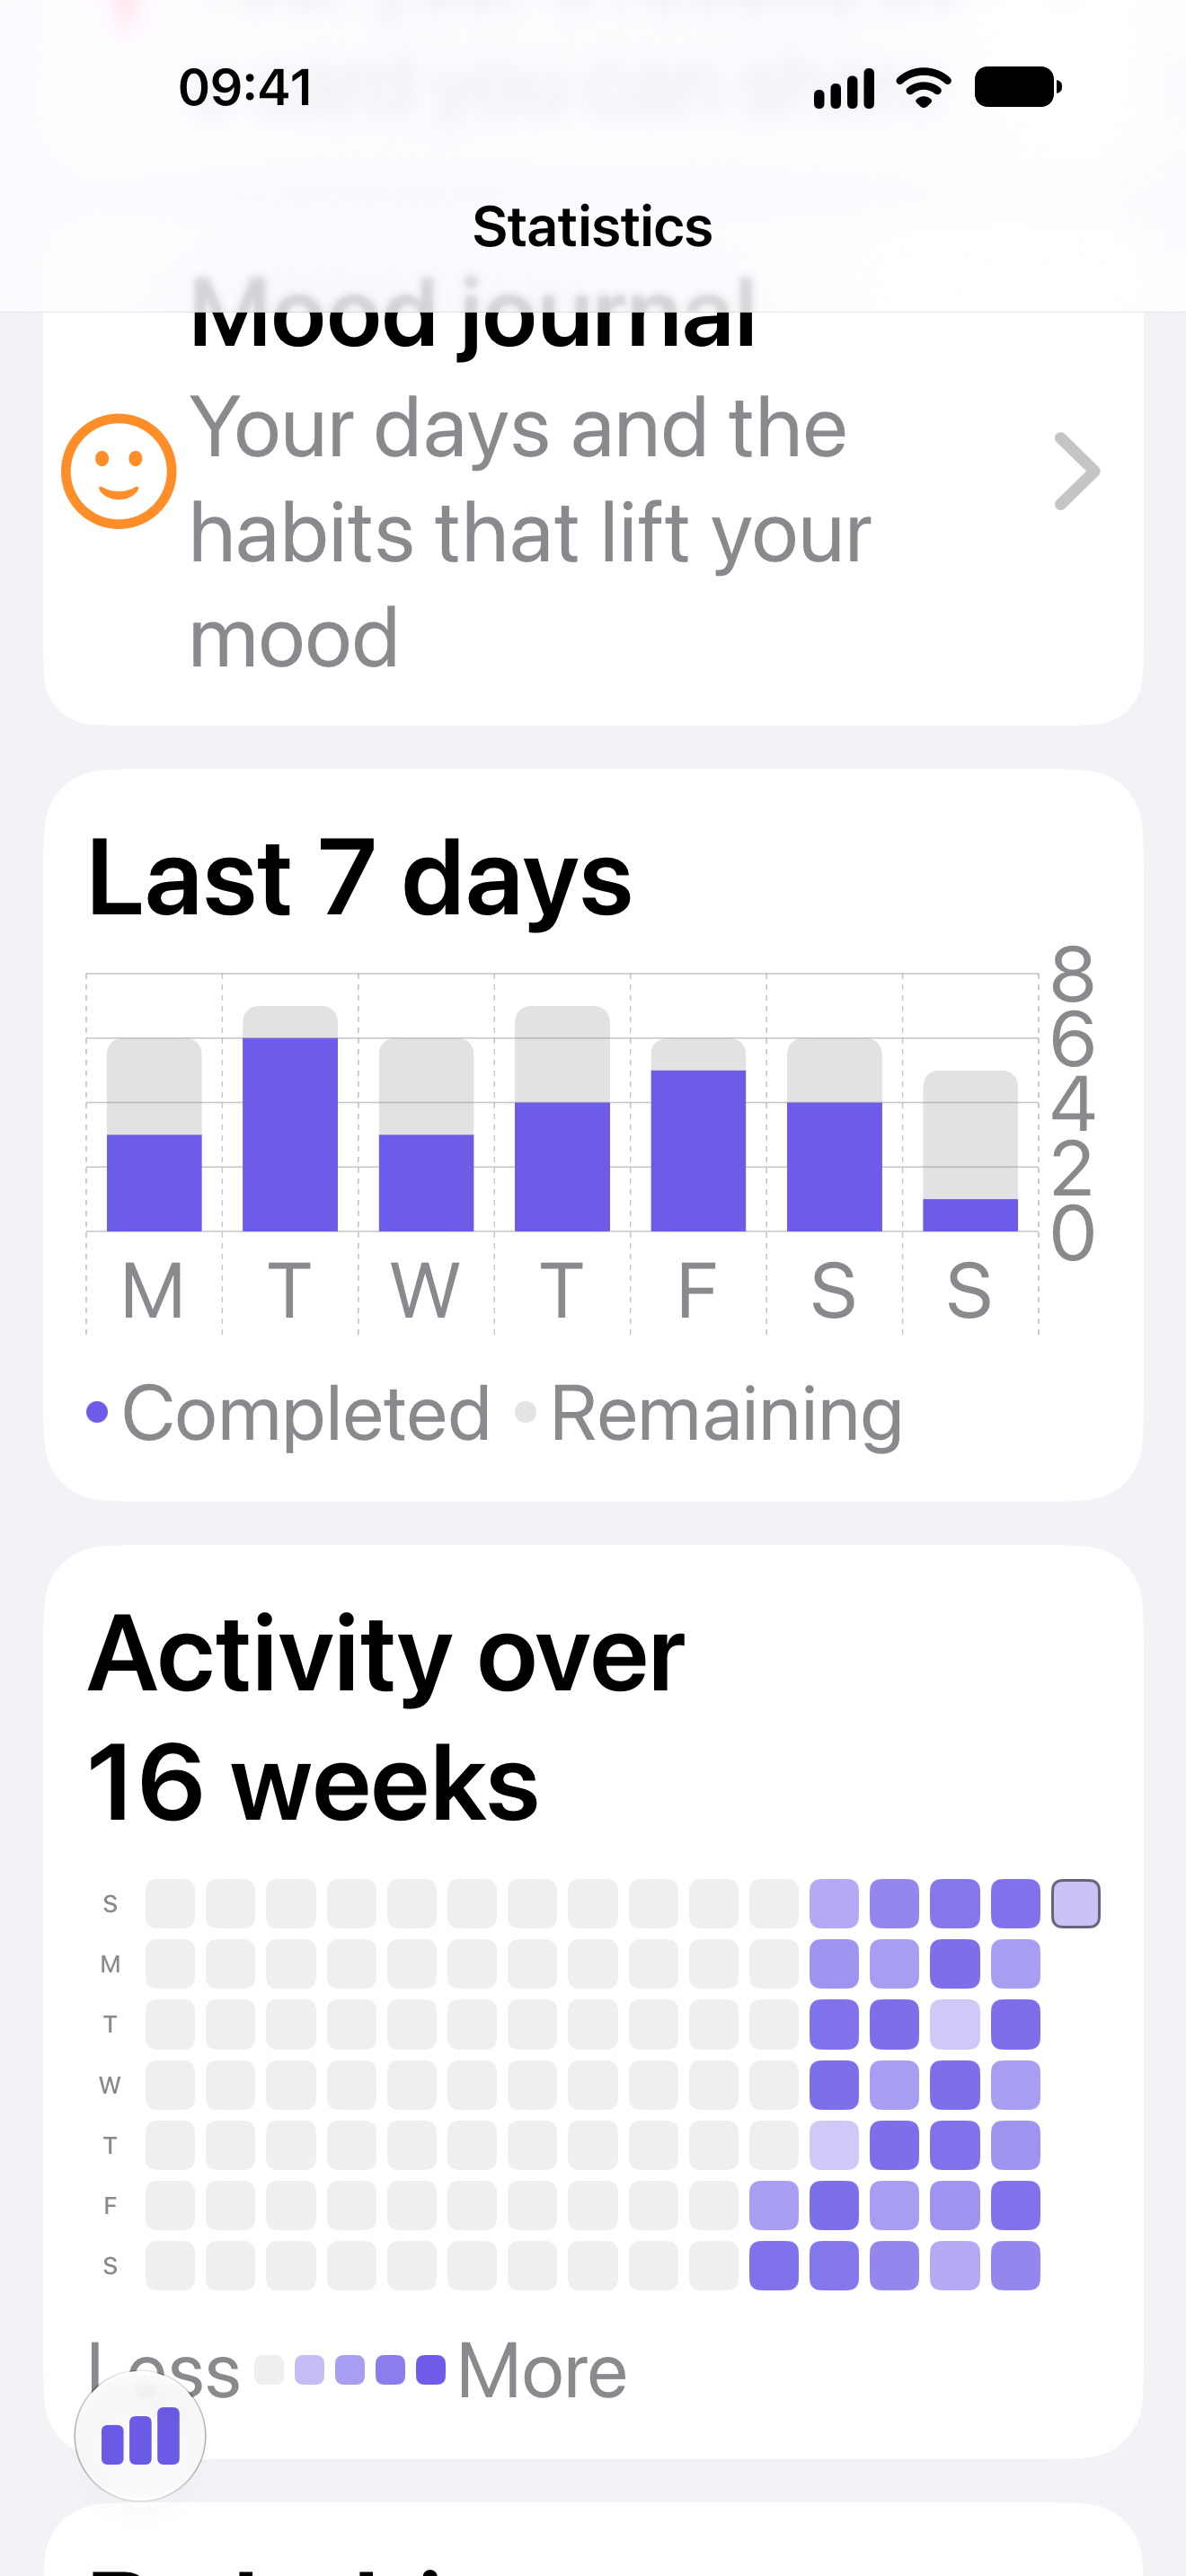 09:41
Statistics
Mood journal
Your days and the
habits that lift your
mood
Last 7 days
8
6
4
2
0
M T W T F S S
Completed Remaining
Activity over
16 weeks
S
M
T
W
T
F
S
Less More